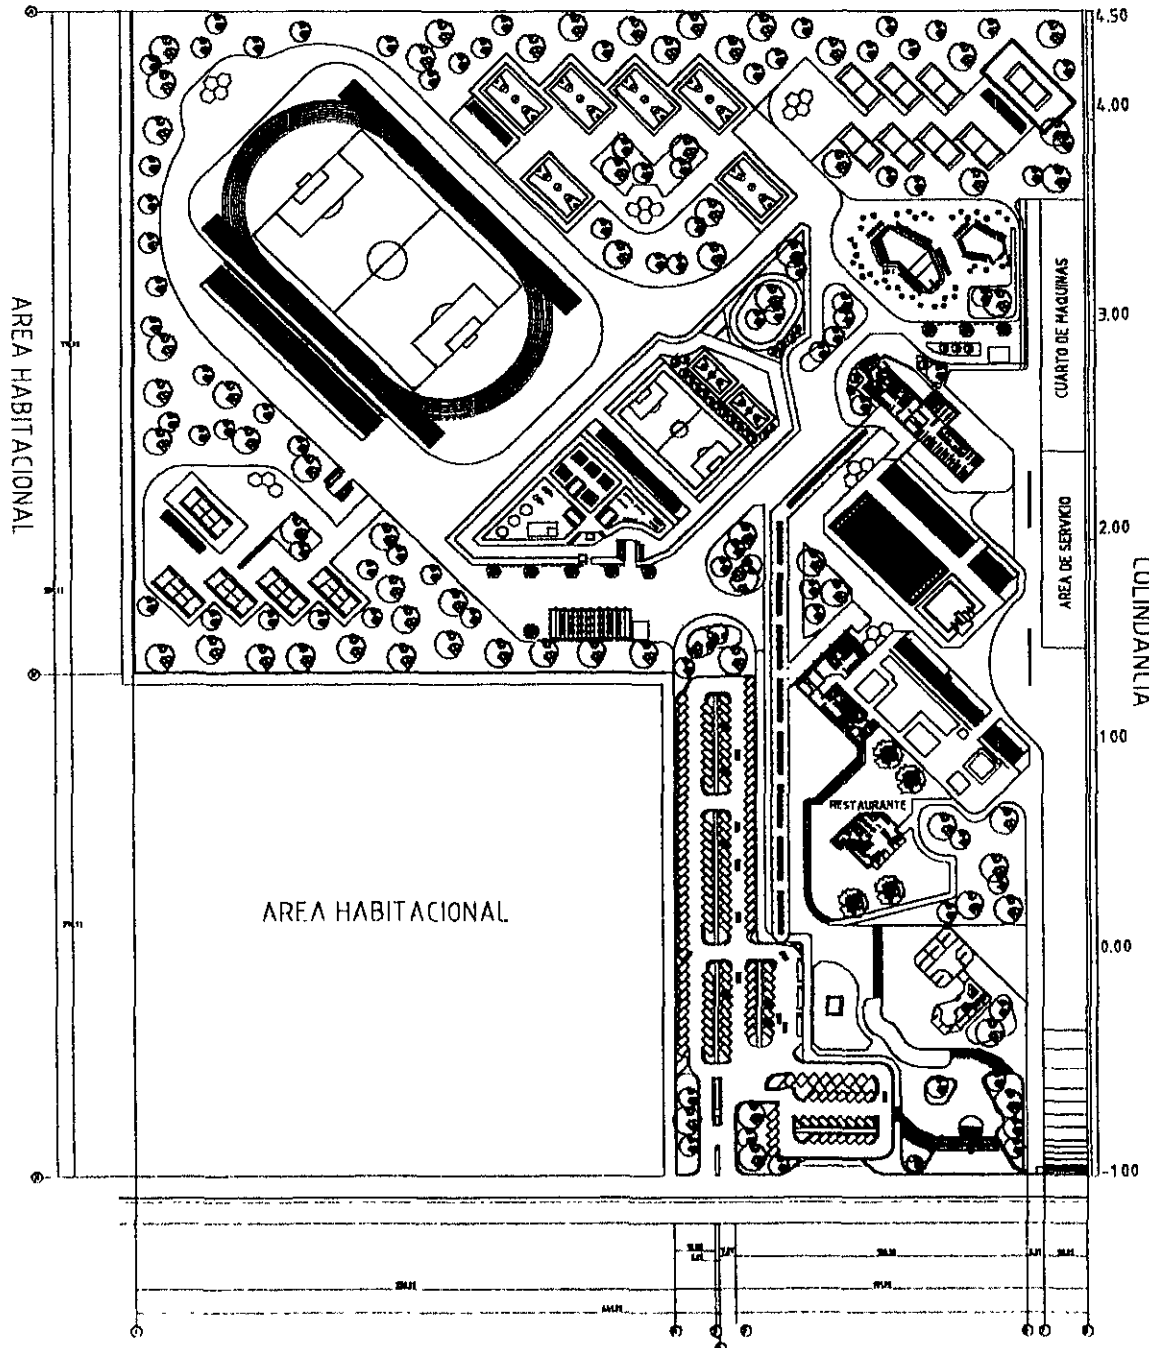 4.50
4.00
3.00
CUARTO DE MAQUINAS
AREA HABITACIONAL
2.00
AREA DE SERVICIO
COLINDANCIA
1 00
RESTAURANTE
AREA HABITACIONAL
0.00
-1 00